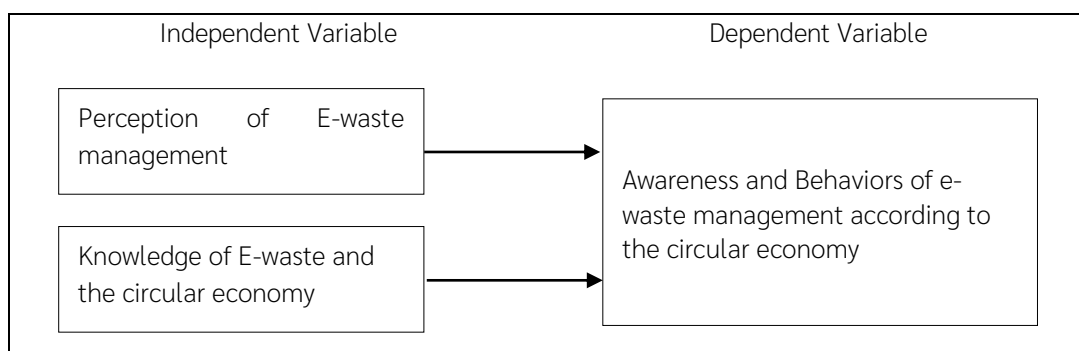 Independent Variable
Dependent Variable
Perception of E-waste
management
Knowledge of E-waste and
the circular economy
Awareness and Behaviors of e-
waste management according to
the circular economy